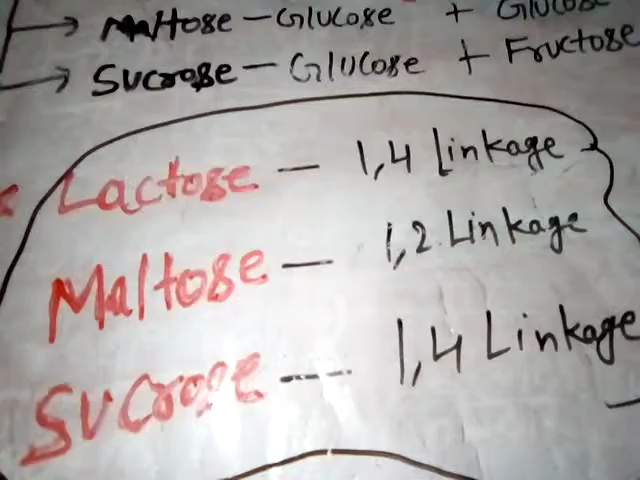 Maltose - Glucose + Glucose
Sucrose - Glucose + Fructose
Lactose - 1,4 Linkage
Maltose - 1,2 Linkage
Sucrose - 1,4 Linkage